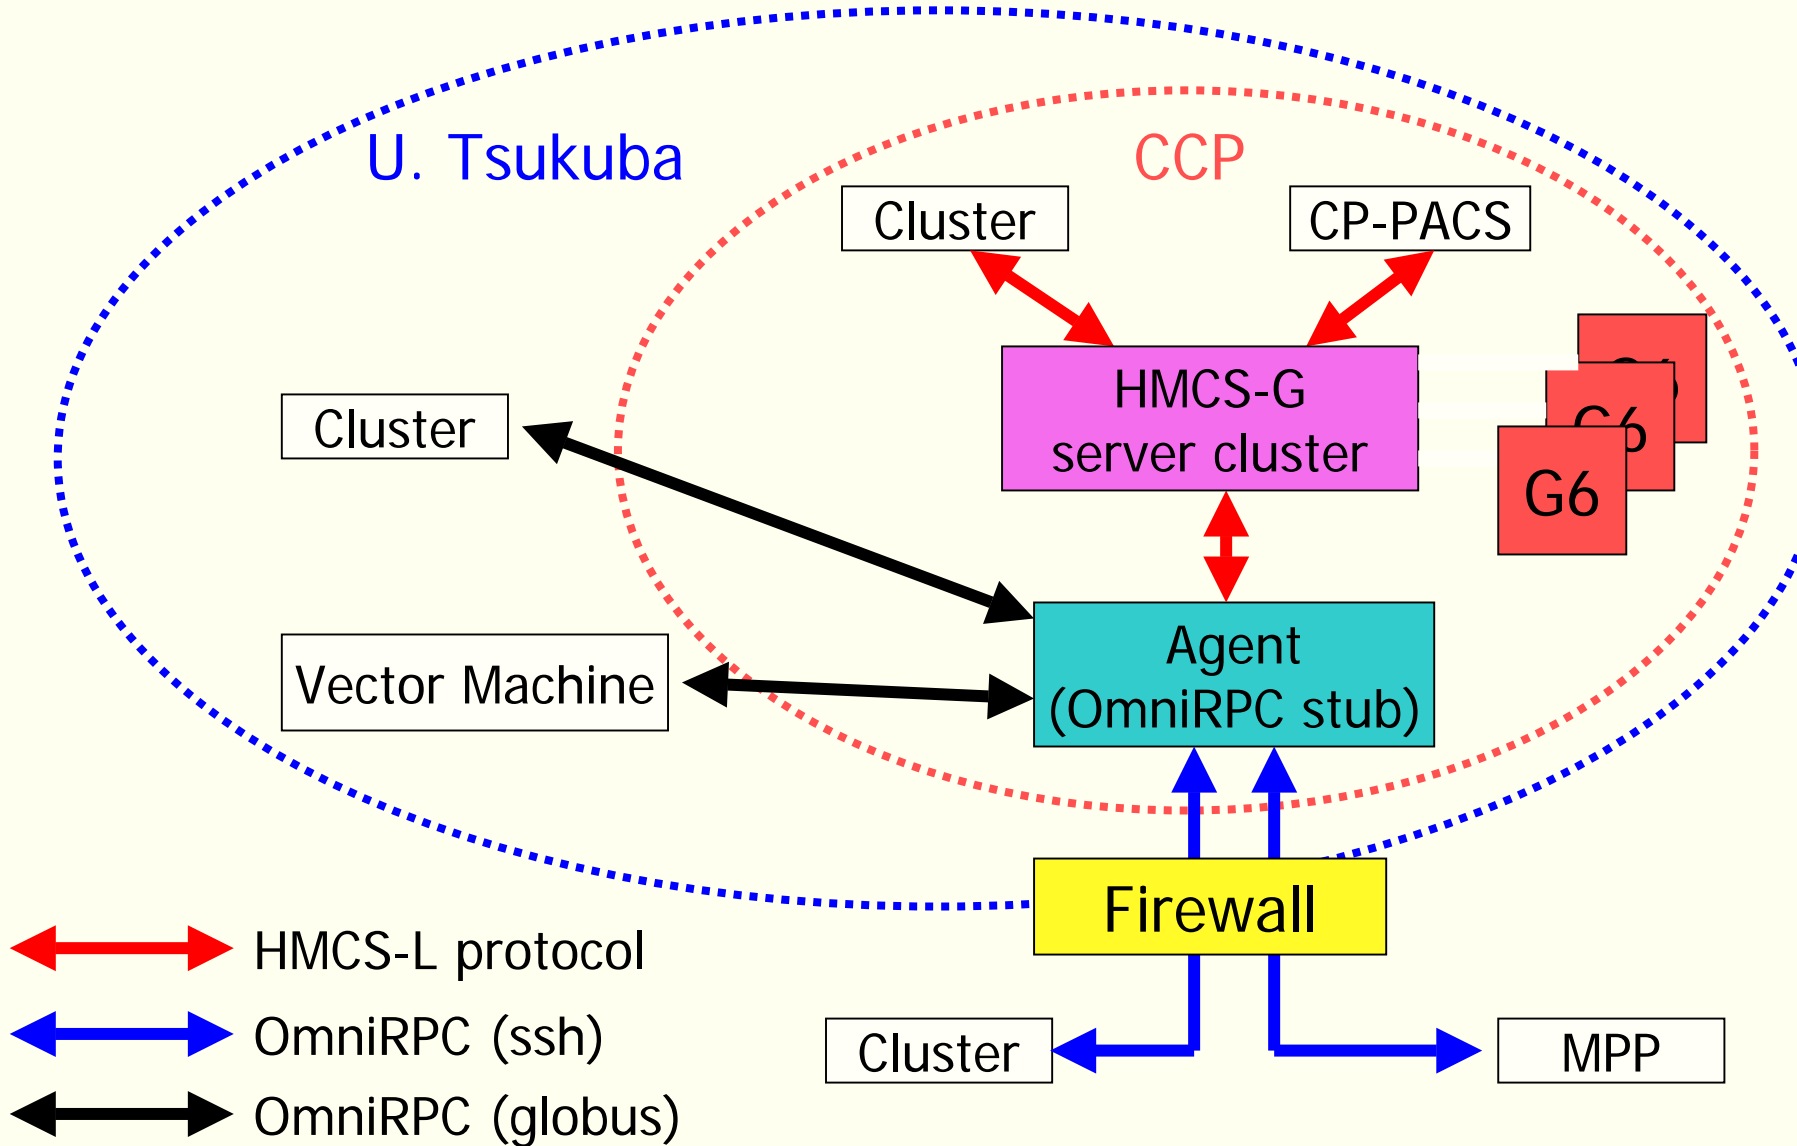 U. Tsukuba
CCP
Cluster
CP-PACS
HMCS-G
server cluster
G6
G6
Cluster
Vector Machine
Agent
(OmniRPC stub)
Firewall
HMCS-L protocol
OmniRPC (ssh)
OmniRPC (globus)
Cluster
MPP